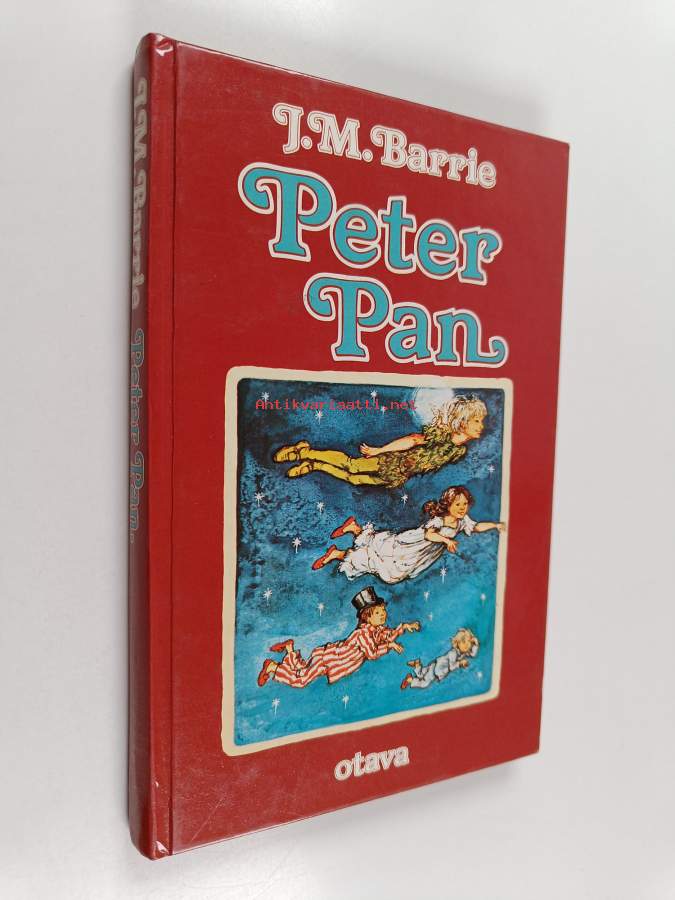 J.M. Barrie
Peter
Pan
Antikvariaatti.net
otava
J.M. Barrie Peter Pan.